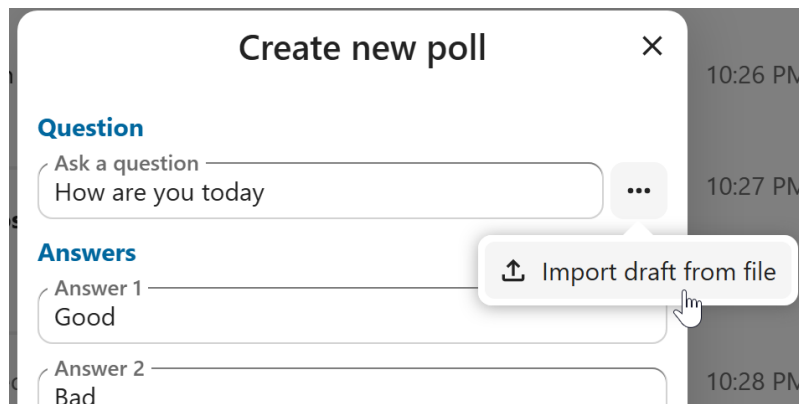 Create new poll
10:26 PM
Question
Ask a question
How are you today
10:27 PM
Answers
Import draft from file
Answer 1
Good
Answer 2
Bad
10:28 PM